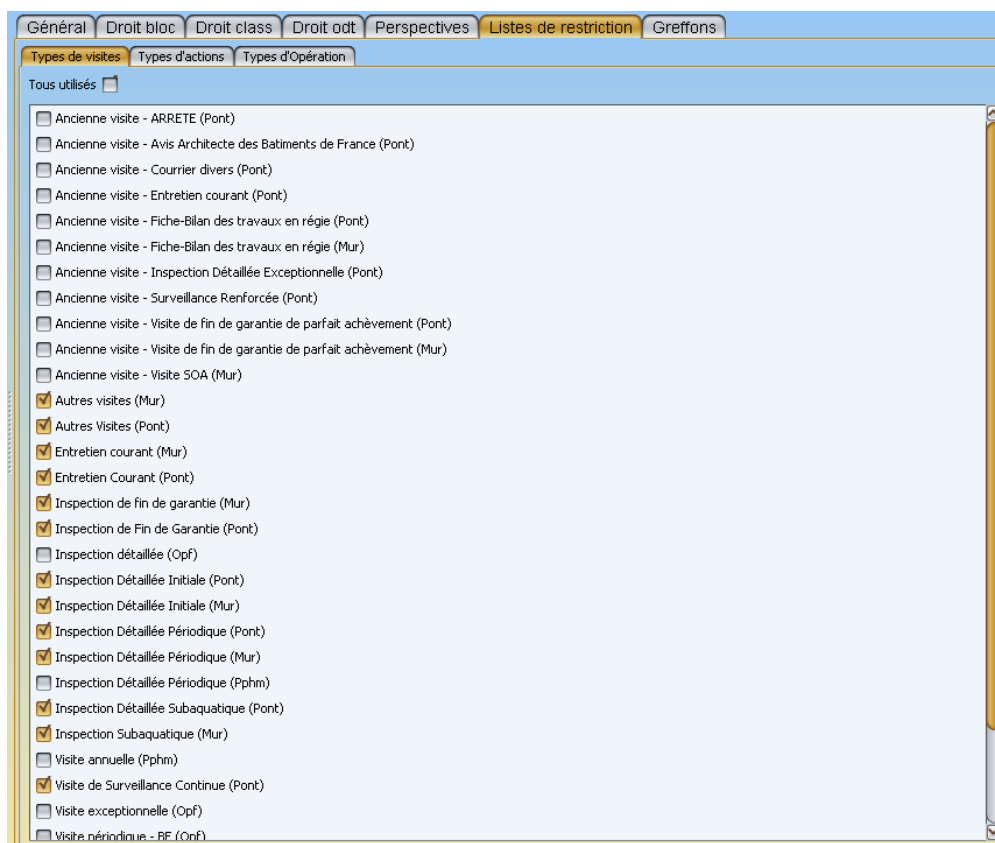 Général Droit bloc Droit class Droit odt Perspectives Listes de restriction Greffons
Types de visites Types d'actions Types d'Opération
Tous utilisés
Ancienne visite - ARRETE (Pont)
Ancienne visite - Avis Architecte des Batiments de France (Pont)
Ancienne visite - Courrier divers (Pont)
Ancienne visite - Entretien courant (Pont)
Ancienne visite - Fiche-Bilan des travaux en régie (Pont)
Ancienne visite - Fiche-Bilan des travaux en régie (Mur)
Ancienne visite - Inspection Détaillée Exceptionnelle (Pont)
Ancienne visite - Surveillance Renforcée (Pont)
Ancienne visite - Visite de fin de garantie de parfait achèvement (Pont)
Ancienne visite - Visite de fin de garantie de parfait achèvement (Mur)
Ancienne visite - Visite SOA (Mur)
Autres visites (Mur)
Autres Visites (Pont)
Entretien courant (Mur)
Entretien Courant (Pont)
Inspection de fin de garantie (Mur)
Inspection de Fin de Garantie (Pont)
Inspection détaillée (Opf)
Inspection Détaillée Initiale (Pont)
Inspection Détaillée Initiale (Mur)
Inspection Détaillée Périodique (Pont)
Inspection Détaillée Périodique (Mur)
Inspection Détaillée Périodique (Pphm)
Inspection Détaillée Subaquatique (Pont)
Inspection Subaquatique (Mur)
Visite annuelle (Pphm)
Visite de Surveillance Continue (Pont)
Visite exceptionnelle (Opf)
Visite périodique - BE (Opf)